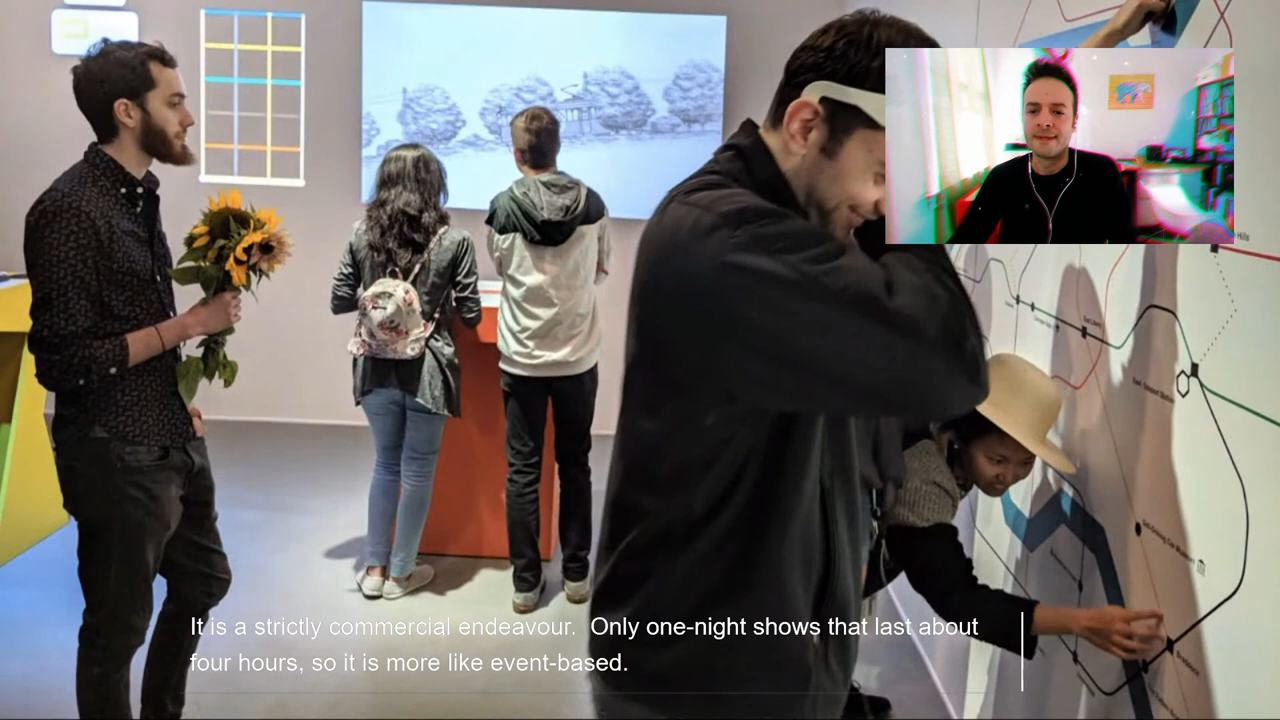 Hills
It is a strictly commercial endeavour. Only one-night shows that last about
four hours, so it is more like event-based.